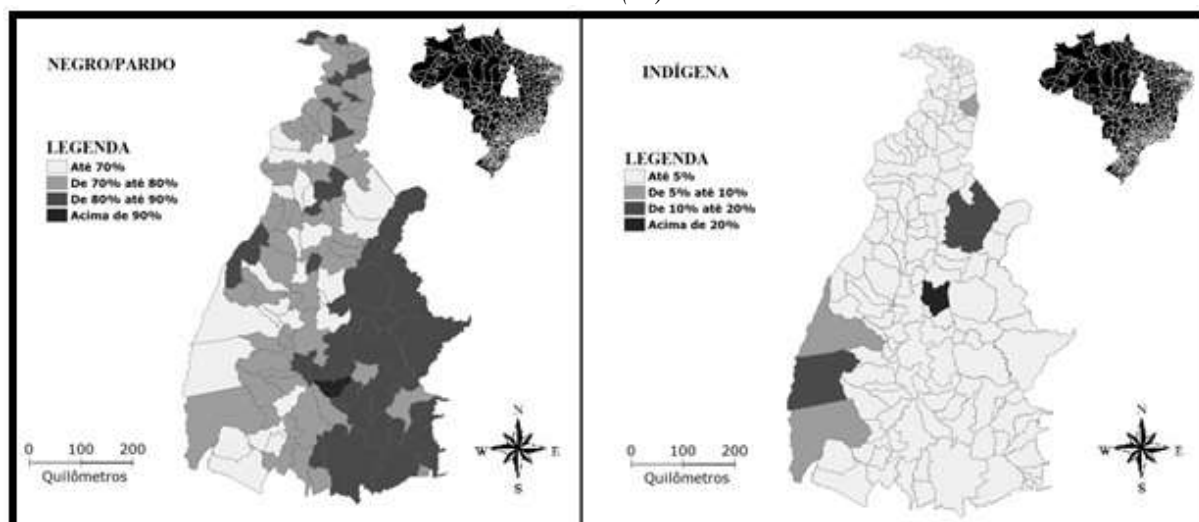 NEGRO/PARDO
LEGENDA
Até 70%
De 70% até 80%
De 80% até 90%
Acima de 90%
0 100 200
Quilômetros
N
W E
S
INDÍGENA
LEGENDA
Até 5%
De 5% até 10%
De 10% até 20%
Acima de 20%
0 100 200
Quilômetros
N
W E
S